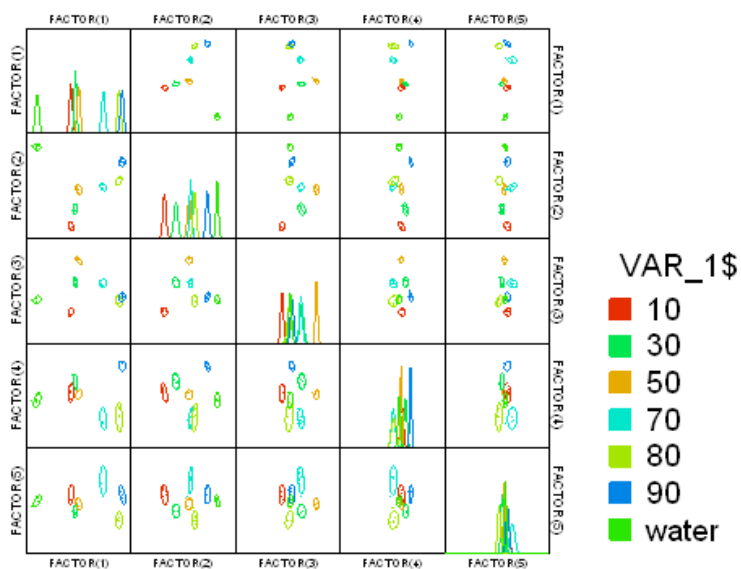 FACTOR(1) FACTOR(2) FACTOR(3) FACTOR(4) FACTOR(5)
FACTOR(1) FACTOR(1)
FACTOR(2) FACTOR(2)
FACTOR(3) FACTOR(3)
FACTOR(4) FACTOR(4)
FACTOR(5) FACTOR(5)
FACTOR(1) FACTOR(2) FACTOR(3) FACTOR(4) FACTOR(5)
VAR_1$
10
30
50
70
80
90
water